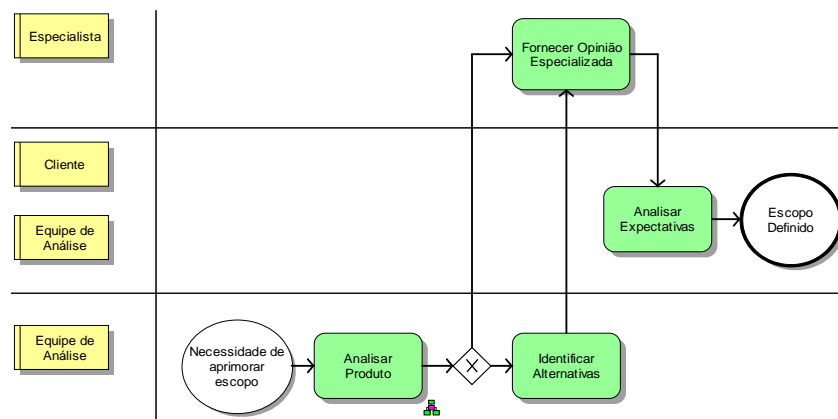 Especialista
Fornecer Opinião
Especializada
Cliente
Equipe de
Análise
Analisar
Expectativas
Escopo
Definido
Equipe de
Análise
Necessidade de
aprimorar
escopo
Analisar
Produto
X
Identificar
Alternativas